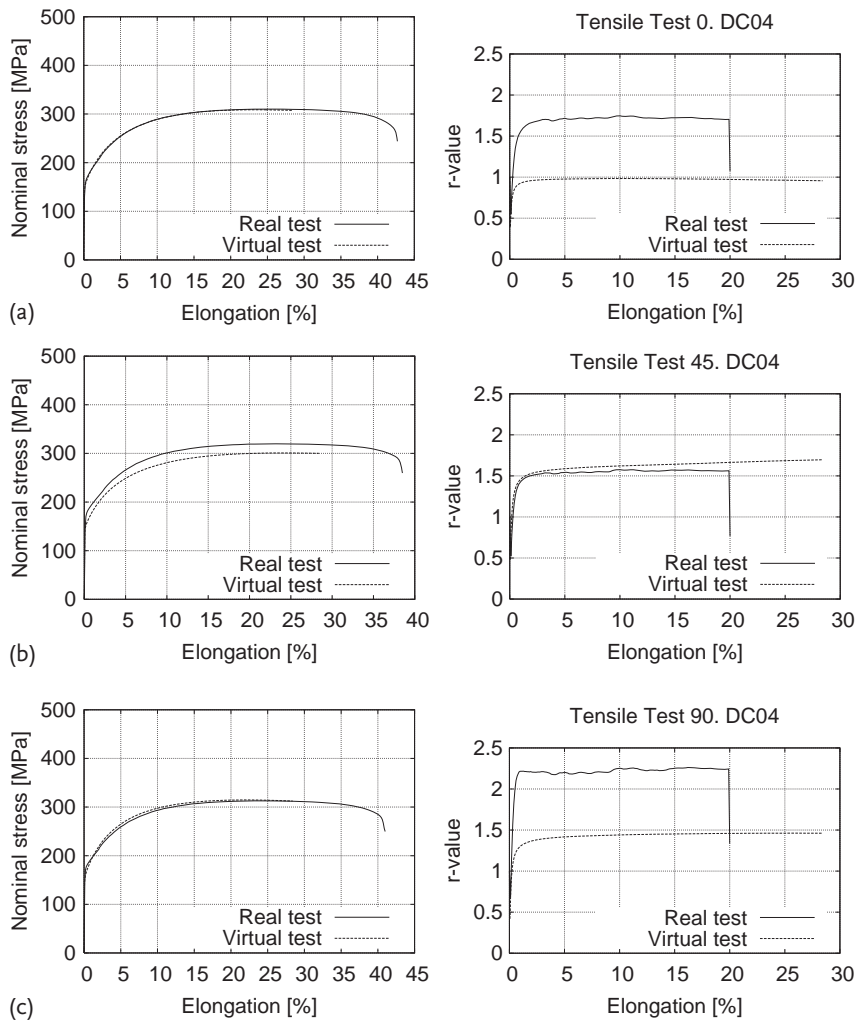 500
400
300
200
100
0
Nominal stress [MPa]
Real test
Virtual test
0 5 10 15 20 25 30 35 40 45
Elongation [%]
(a)
Tensile Test 0. DC04
2.5
2
1.5
1
0.5
0
r-value
Real test
Virtual test
0 5 10 15 20 25 30
Elongation [%]
500
400
300
200
100
0
Nominal stress [MPa]
Real test
Virtual test
0 5 10 15 20 25 30 35 40
Elongation [%]
(b)
Tensile Test 45. DC04
2.5
2
1.5
1
0.5
0
r-value
Real test
Virtual test
0 5 10 15 20 25 30
Elongation [%]
500
400
300
200
100
0
Nominal stress [MPa]
Real test
Virtual test
0 5 10 15 20 25 30 35 40 45
Elongation [%]
(c)
Tensile Test 90. DC04
2.5
2
1.5
1
0.5
0
r-value
Real test
Virtual test
0 5 10 15 20 25 30
Elongation [%]